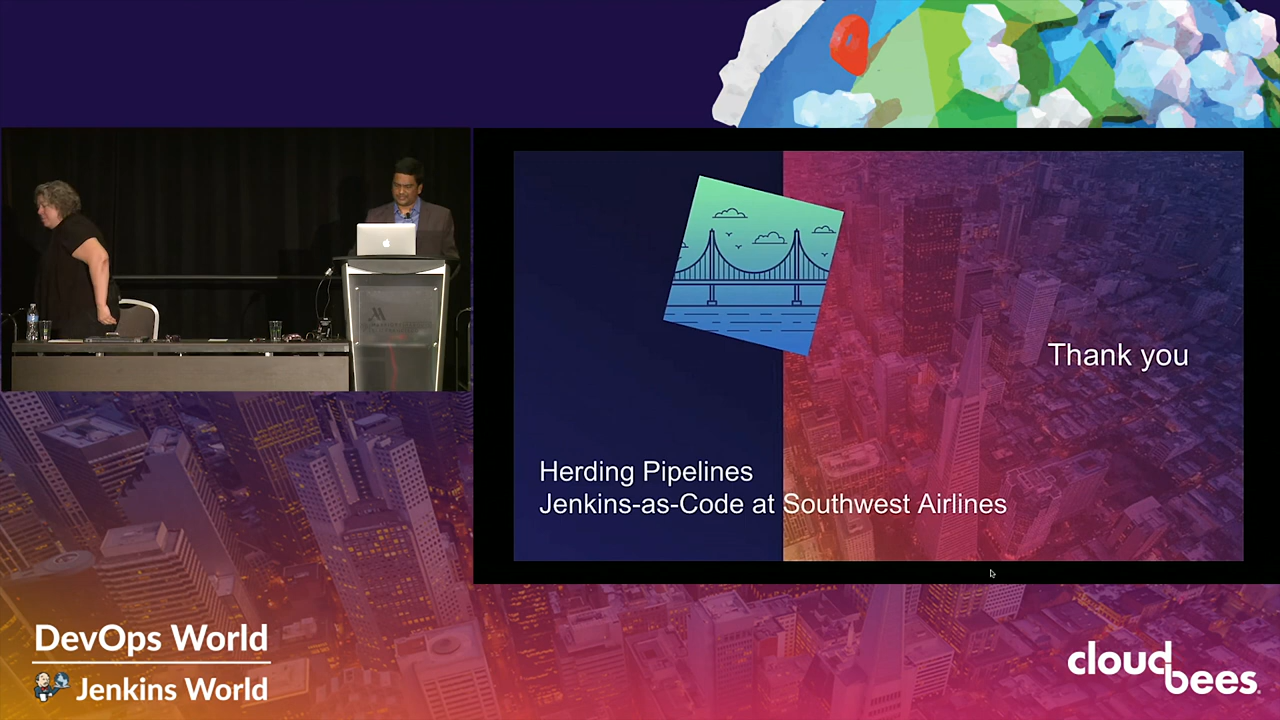 Thank you
Herding Pipelines
Jenkins-as-Code at Southwest Airlines
DevOps World
Jenkins World
cloudbees